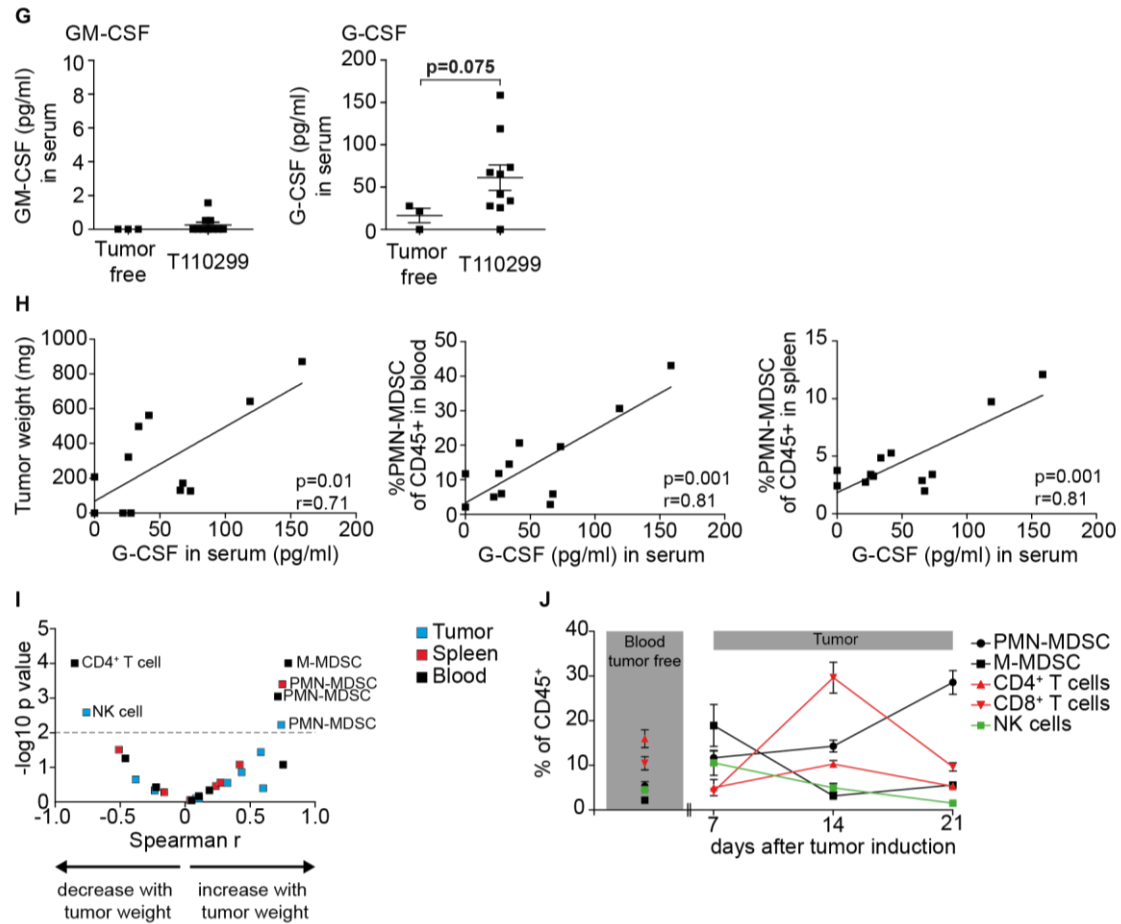 G
GM-CSF
GM-CSF (pg/ml)
in serum
10
8
6
4
2
0
Tumor
free
T110299
G-CSF
G-CSF (pg/ml)
in serum
200
150
100
50
0
p=0.075
Tumor
free
T110299
H
Tumor weight (mg)
1000
800
600
400
200
0
p=0.01
r=0.71
0 50 100 150 200
G-CSF in serum (pg/ml)
%PMN-MDSC
of CD45+ in blood
50
40
30
20
10
0
p=0.001
r=0.81
0 50 100 150 200
G-CSF (pg/ml) in serum
%PMN-MDSC
of CD45+ in spleen
15
10
5
0
p=0.001
r=0.81
0 50 100 150 200
G-CSF (pg/ml) in serum
I
-log10 p value
5
4
3
2
1
0
CD4+ T cell
NK cell
M-MDSC
PMN-MDSC
PMN-MDSC
PMN-MDSC
-1.0 -0.5 0 0.5 1.0
Spearman r
decrease with
tumor weight
increase with
tumor weight
Tumor
Spleen
Blood
J
% of CD45+
40
30
20
10
0
Blood
tumor free
Tumor
7 14 21
days after tumor induction
PMN-MDSC
M-MDSC
CD4+ T cells
CD8+ T cells
NK cells